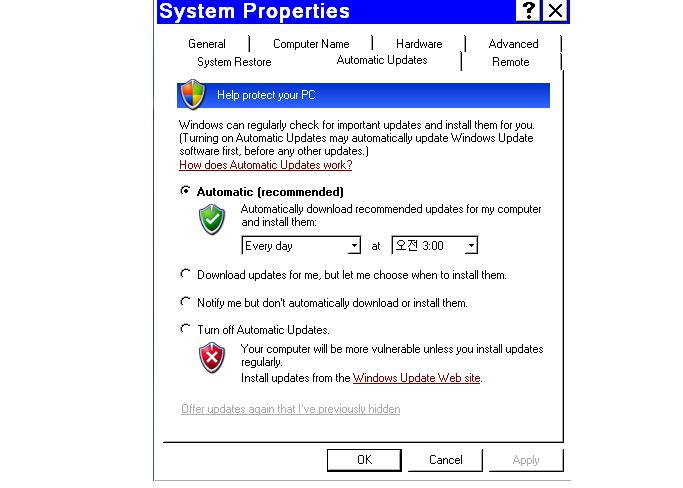 System Properties
General Computer Name Hardware Advanced
System Restore Automatic Updates Remote
Help protect your PC
Windows can regularly check for important updates and install them for you.
(Turning on Automatic Updates may automatically update Windows Update
software first, before any other updates.)
How does Automatic Updates work?
Automatic (recommended)
Automatically download recommended updates for my computer
and install them:
Every day at 오전 3:00
Download updates for me, but let me choose when to install them.
Notify me but don't automatically download or install them.
Turn off Automatic Updates.
Your computer will be more vulnerable unless you install updates
regularly.
Install updates from the Windows Update Web site.
Offer updates again that I've previously hidden
OK Cancel Apply